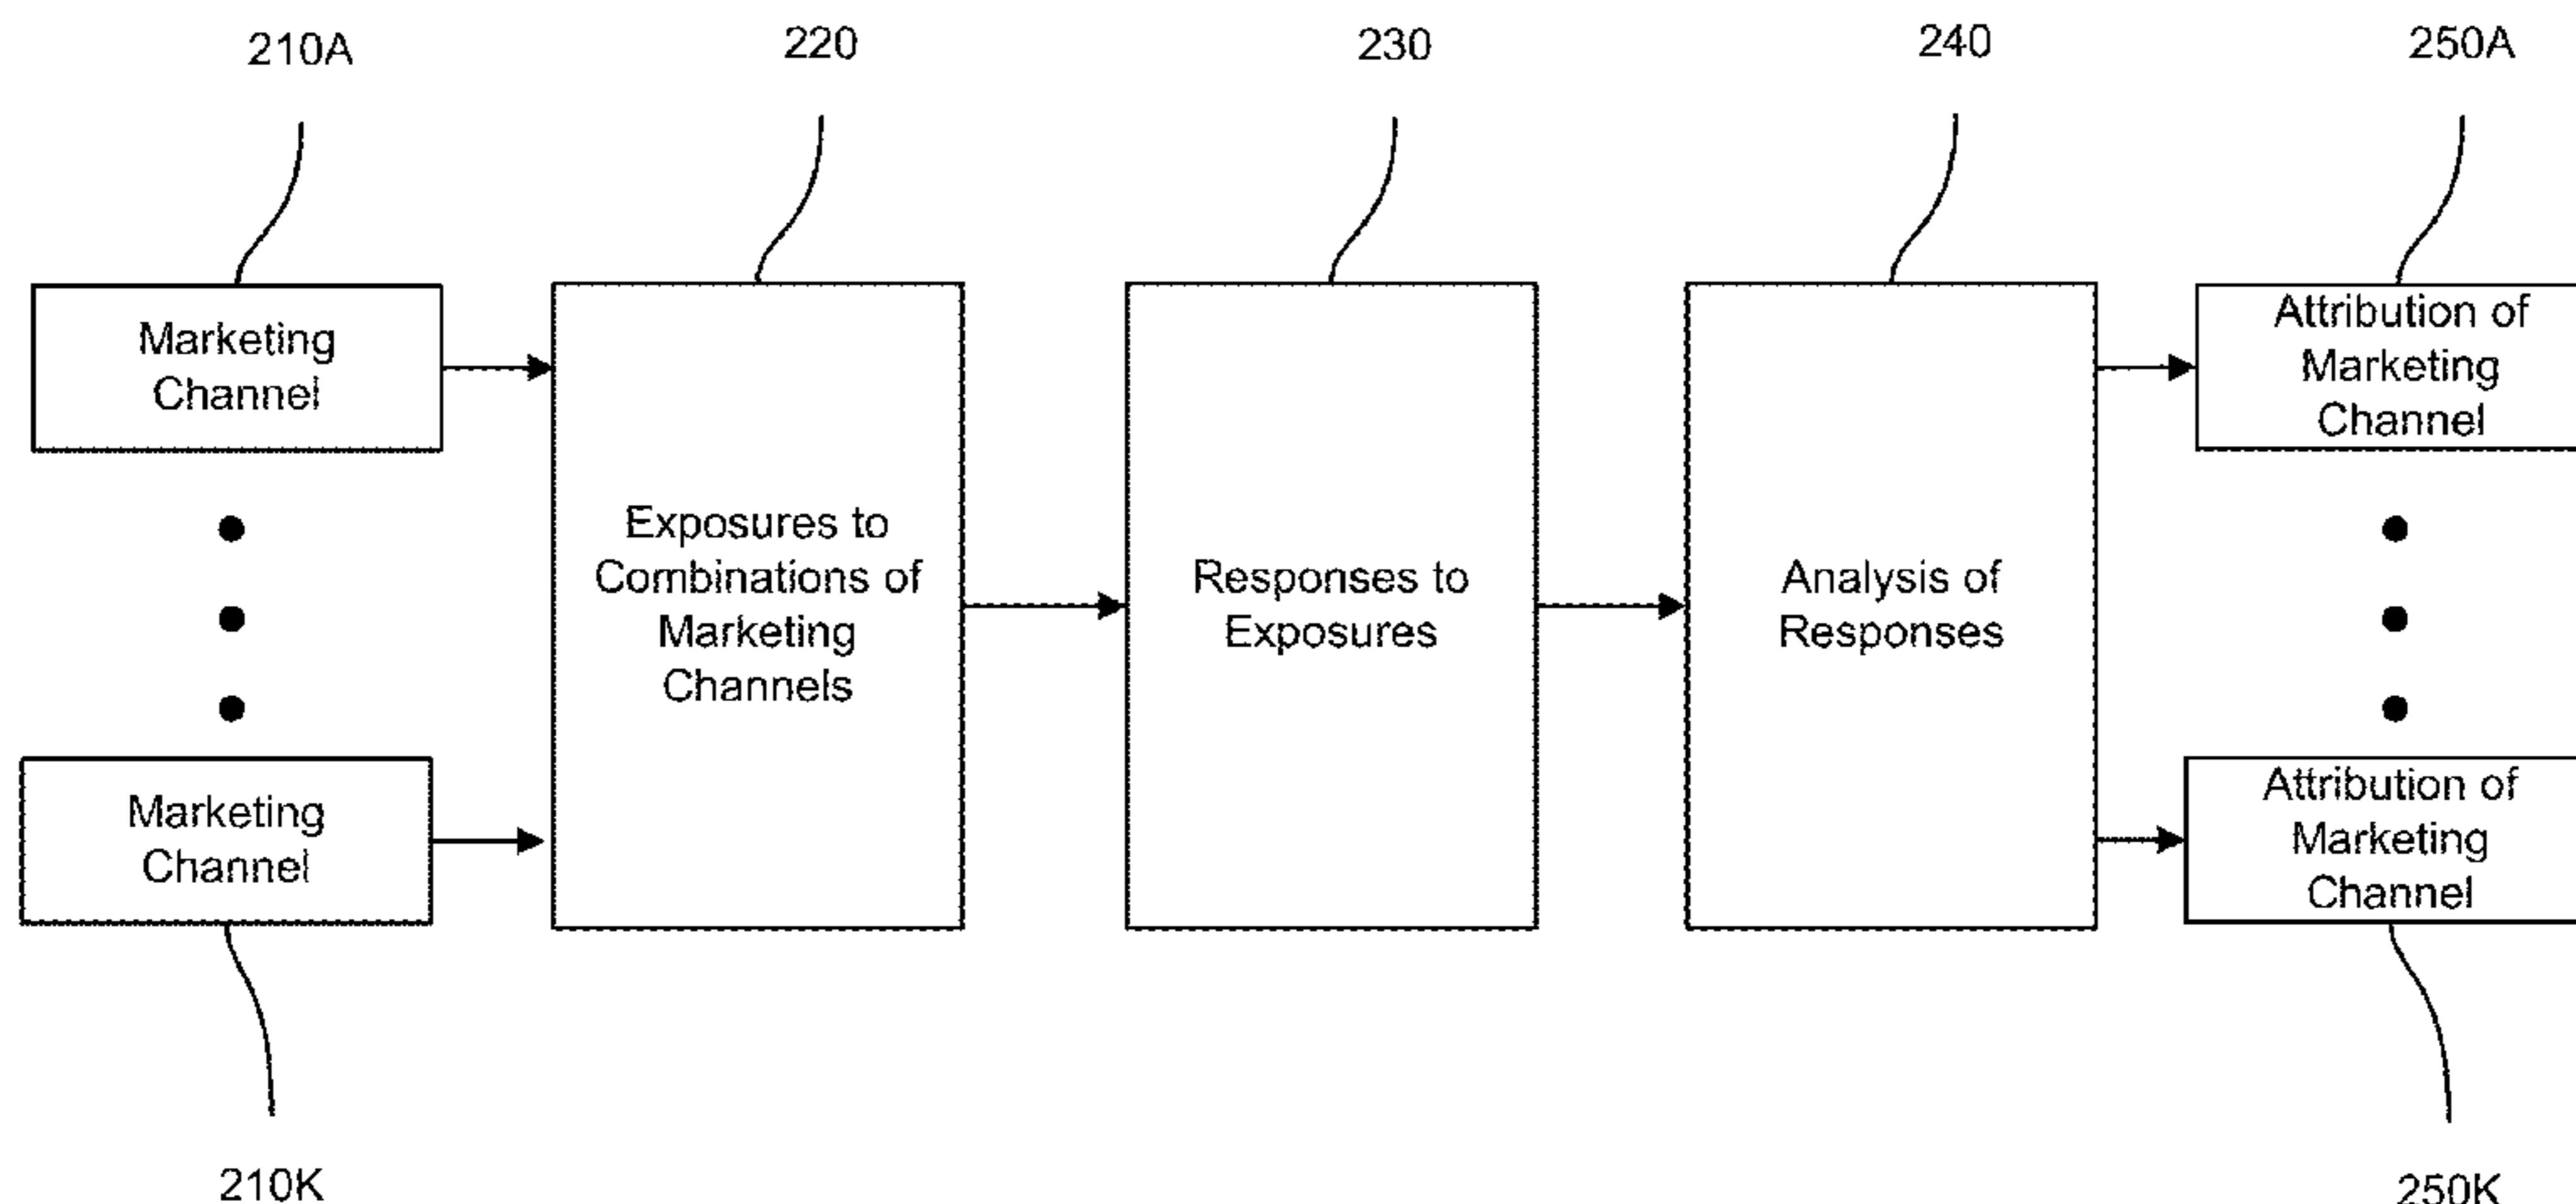 210A
220
230
240
250A
Marketing
Channel
Exposures to
Combinations of
Marketing
Channels
Responses to
Exposures
Analysis of
Responses
Attribution of
Marketing
Channel
Marketing
Channel
Attribution of
Marketing
Channel
210K
250K